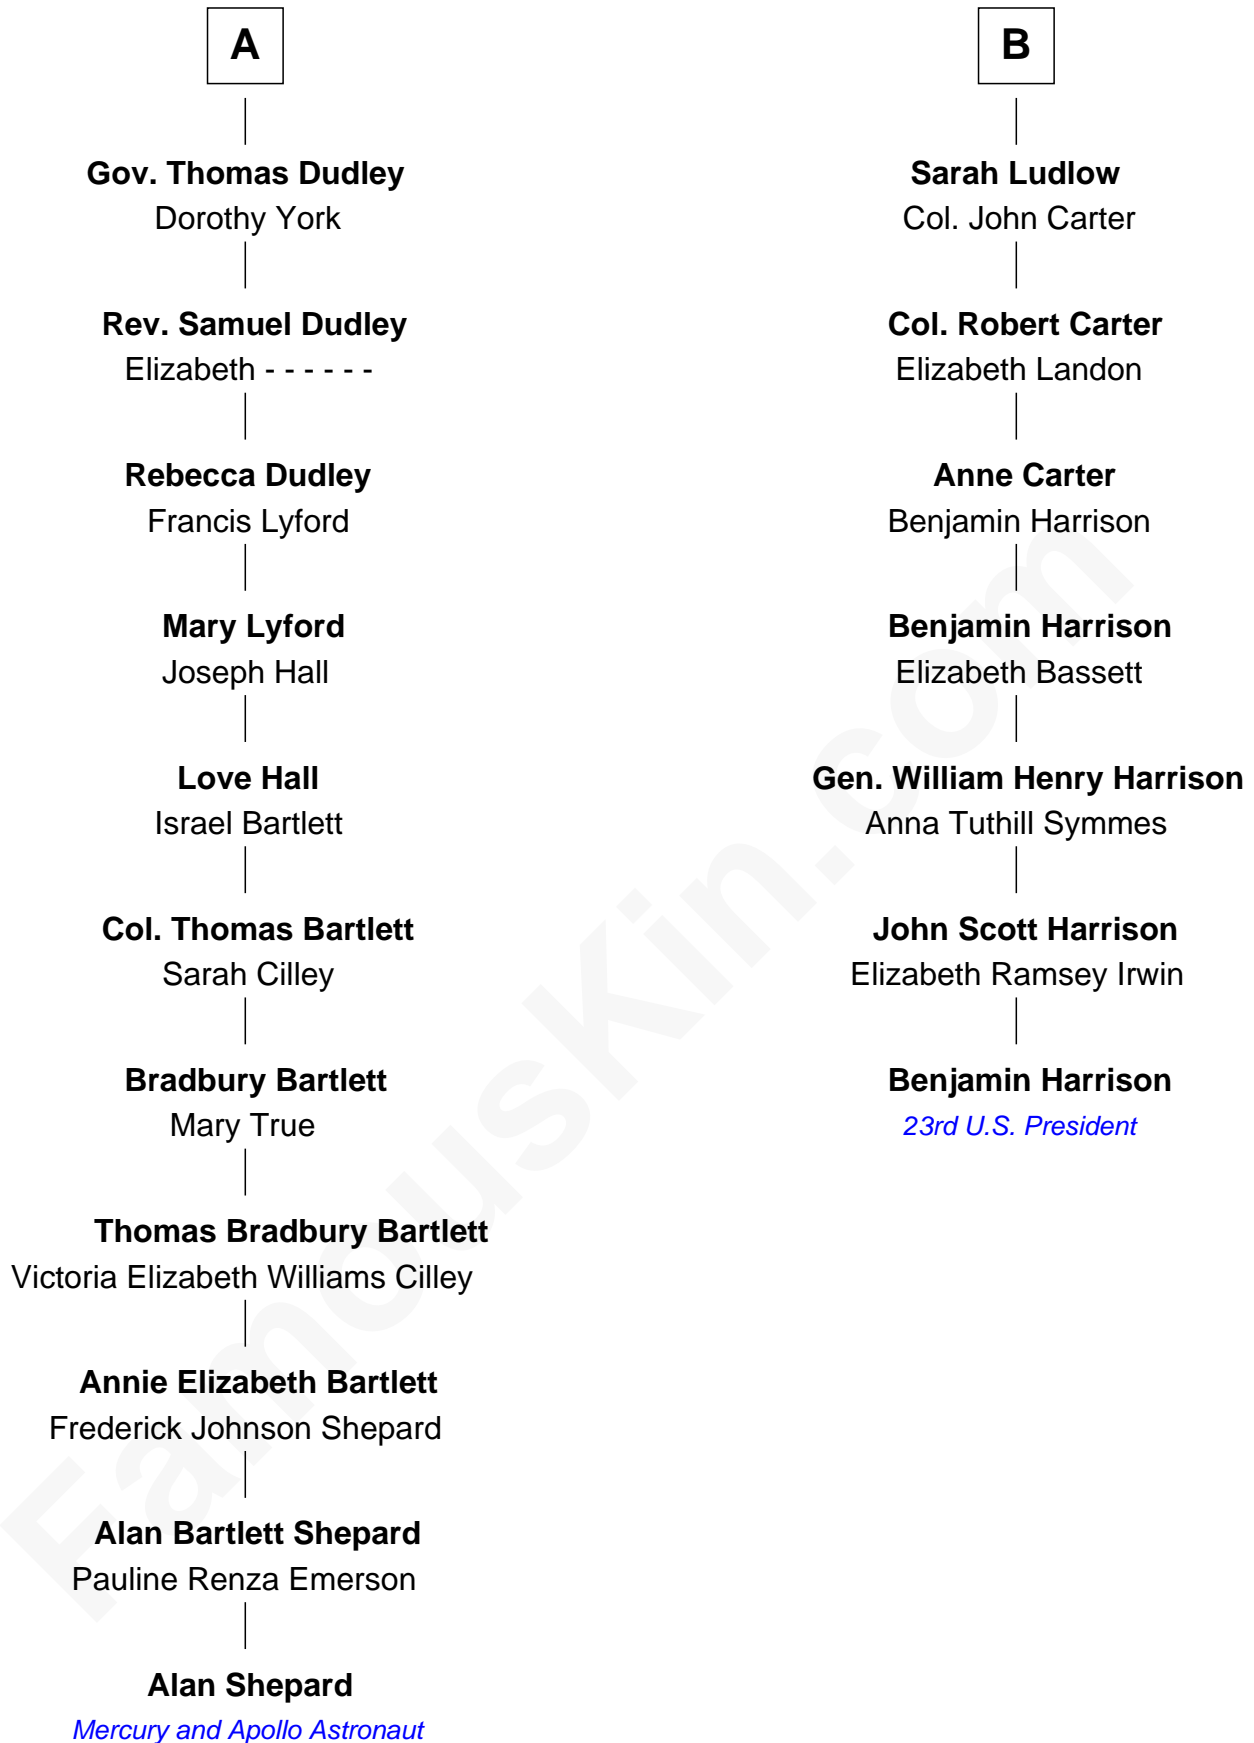 A
Gov. Thomas Dudley
Dorothy York
Rev. Samuel Dudley
Elizabeth - - - - - -
Rebecca Dudley
Francis Lyford
Mary Lyford
Joseph Hall
Love Hall
Israel Bartlett
Col. Thomas Bartlett
Sarah Cilley
Bradbury Bartlett
Mary True
Thomas Bradbury Bartlett
Victoria Elizabeth Williams Cilley
Annie Elizabeth Bartlett
Frederick Johnson Shepard
Alan Bartlett Shepard
Pauline Renza Emerson
Alan Shepard
Mercury and Apollo Astronaut
B
Sarah Ludlow
Col. John Carter
Col. Robert Carter
Elizabeth Landon
Anne Carter
Benjamin Harrison
Benjamin Harrison
Elizabeth Bassett
Gen. William Henry Harrison
Anna Tuthill Symmes
John Scott Harrison
Elizabeth Ramsey Irwin
Benjamin Harrison
23rd U.S. President
FamousKin.com